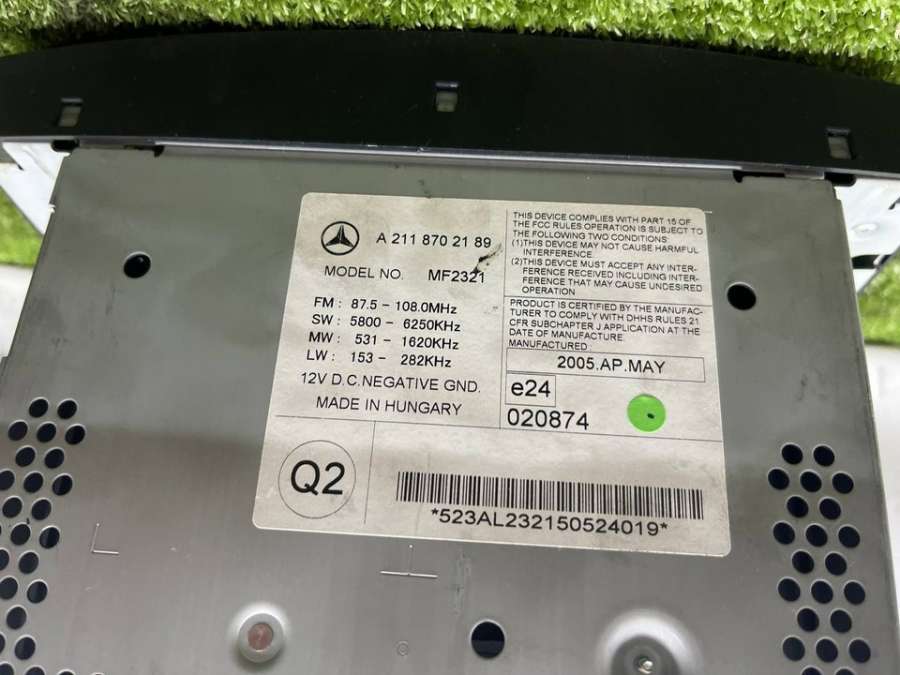 A 211 870 21 89
MODEL NO. MF2321
FM : 87.5 - 108.0MHz
SW : 5800 - 6250KHz
MW : 531 - 1620KHz
LW : 153 - 282KHz
12V D.C.NEGATIVE GND.
MADE IN HUNGARY
THIS DEVICE COMPLIES WITH PART 15 OF
THE FCC RULES OPERATION IS SUBJECT TO
THE FOLLOWING TWO CONDITIONS:
(1)THIS DEVICE MAY NOT CAUSE HARMFUL
INTERFERENCE.
(2)THIS DEVICE MUST ACCEPT ANY INTER-
FERENCE RECEIVED INCLUDING INTER-
FERENCE THAT MAY CAUSE UNDESIRED
OPERATION
PRODUCT IS CERTIFIED BY THE MANUFAC-
TURER TO COMPLY WITH DHHS RULES 21
CFR SUBCHAPTER J APPLICATION AT THE
DATE OF MANUFACTURE.
MANUFACTURED :
2005.AP.MAY
e24
020874
Q2
*523AL232150524019*